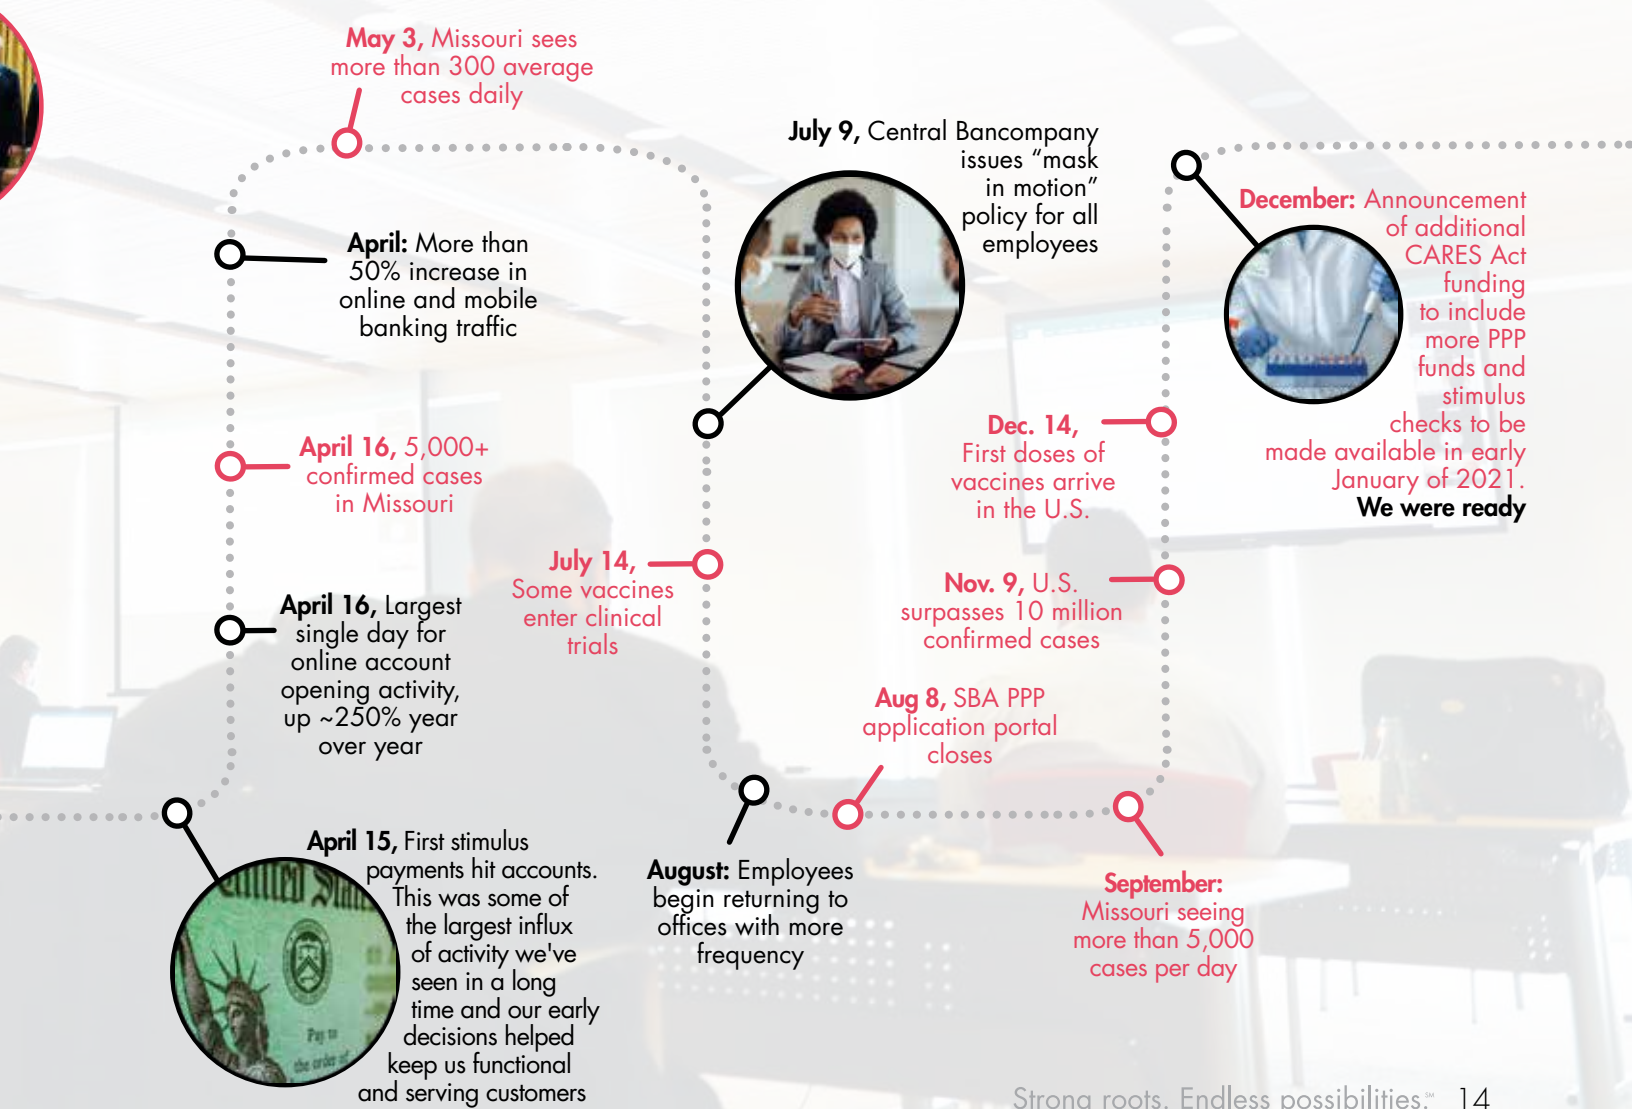 May 3, Missouri sees
more than 300 average
cases daily
April: More than
50% increase in
online and mobile
banking traffic
April 16, 5,000+
confirmed cases
in Missouri
April 16, Largest
single day for
online account
opening activity,
up ~250% year
over year
April 15, First stimulus
payments hit accounts.
This was some of
the largest influx
of activity we've
seen in a long
time and our early
decisions helped
keep us functional
and serving customers
United States
Pay to
the order of
July 9, Central Bancompany
issues “mask
in motion”
policy for all
employees
July 14,
Some vaccines
enter clinical
trials
August: Employees
begin returning to
offices with more
frequency
Aug 8, SBA PPP
application portal
closes
September:
Missouri seeing
more than 5,000
cases per day
Nov. 9, U.S.
surpasses 10 million
confirmed cases
Dec. 14,
First doses of
vaccines arrive
in the U.S.
December: Announcement
of additional
CARES Act
funding
to include
more PPP
funds and
stimulus
checks to be
made available in early
January of 2021.
We were ready
Strong roots. Endless possibilities.℠ 14